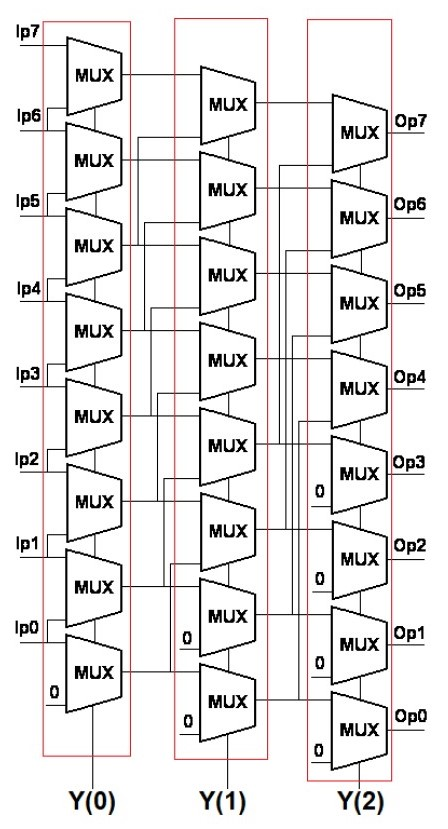 Ip7
MUX
MUX
Ip6
MUX
Op7
MUX
MUX
Ip5
MUX
Op6
MUX
MUX
Ip4
MUX
Op5
MUX
MUX
Ip3
MUX
Op4
MUX
MUX
Ip2
MUX
Op3
MUX
0
MUX
Ip1
MUX
Op2
MUX
0
MUX
Ip0
0
MUX
Op1
MUX
0
0
MUX
0
MUX
Op0
0
Y(0) Y(1) Y(2)